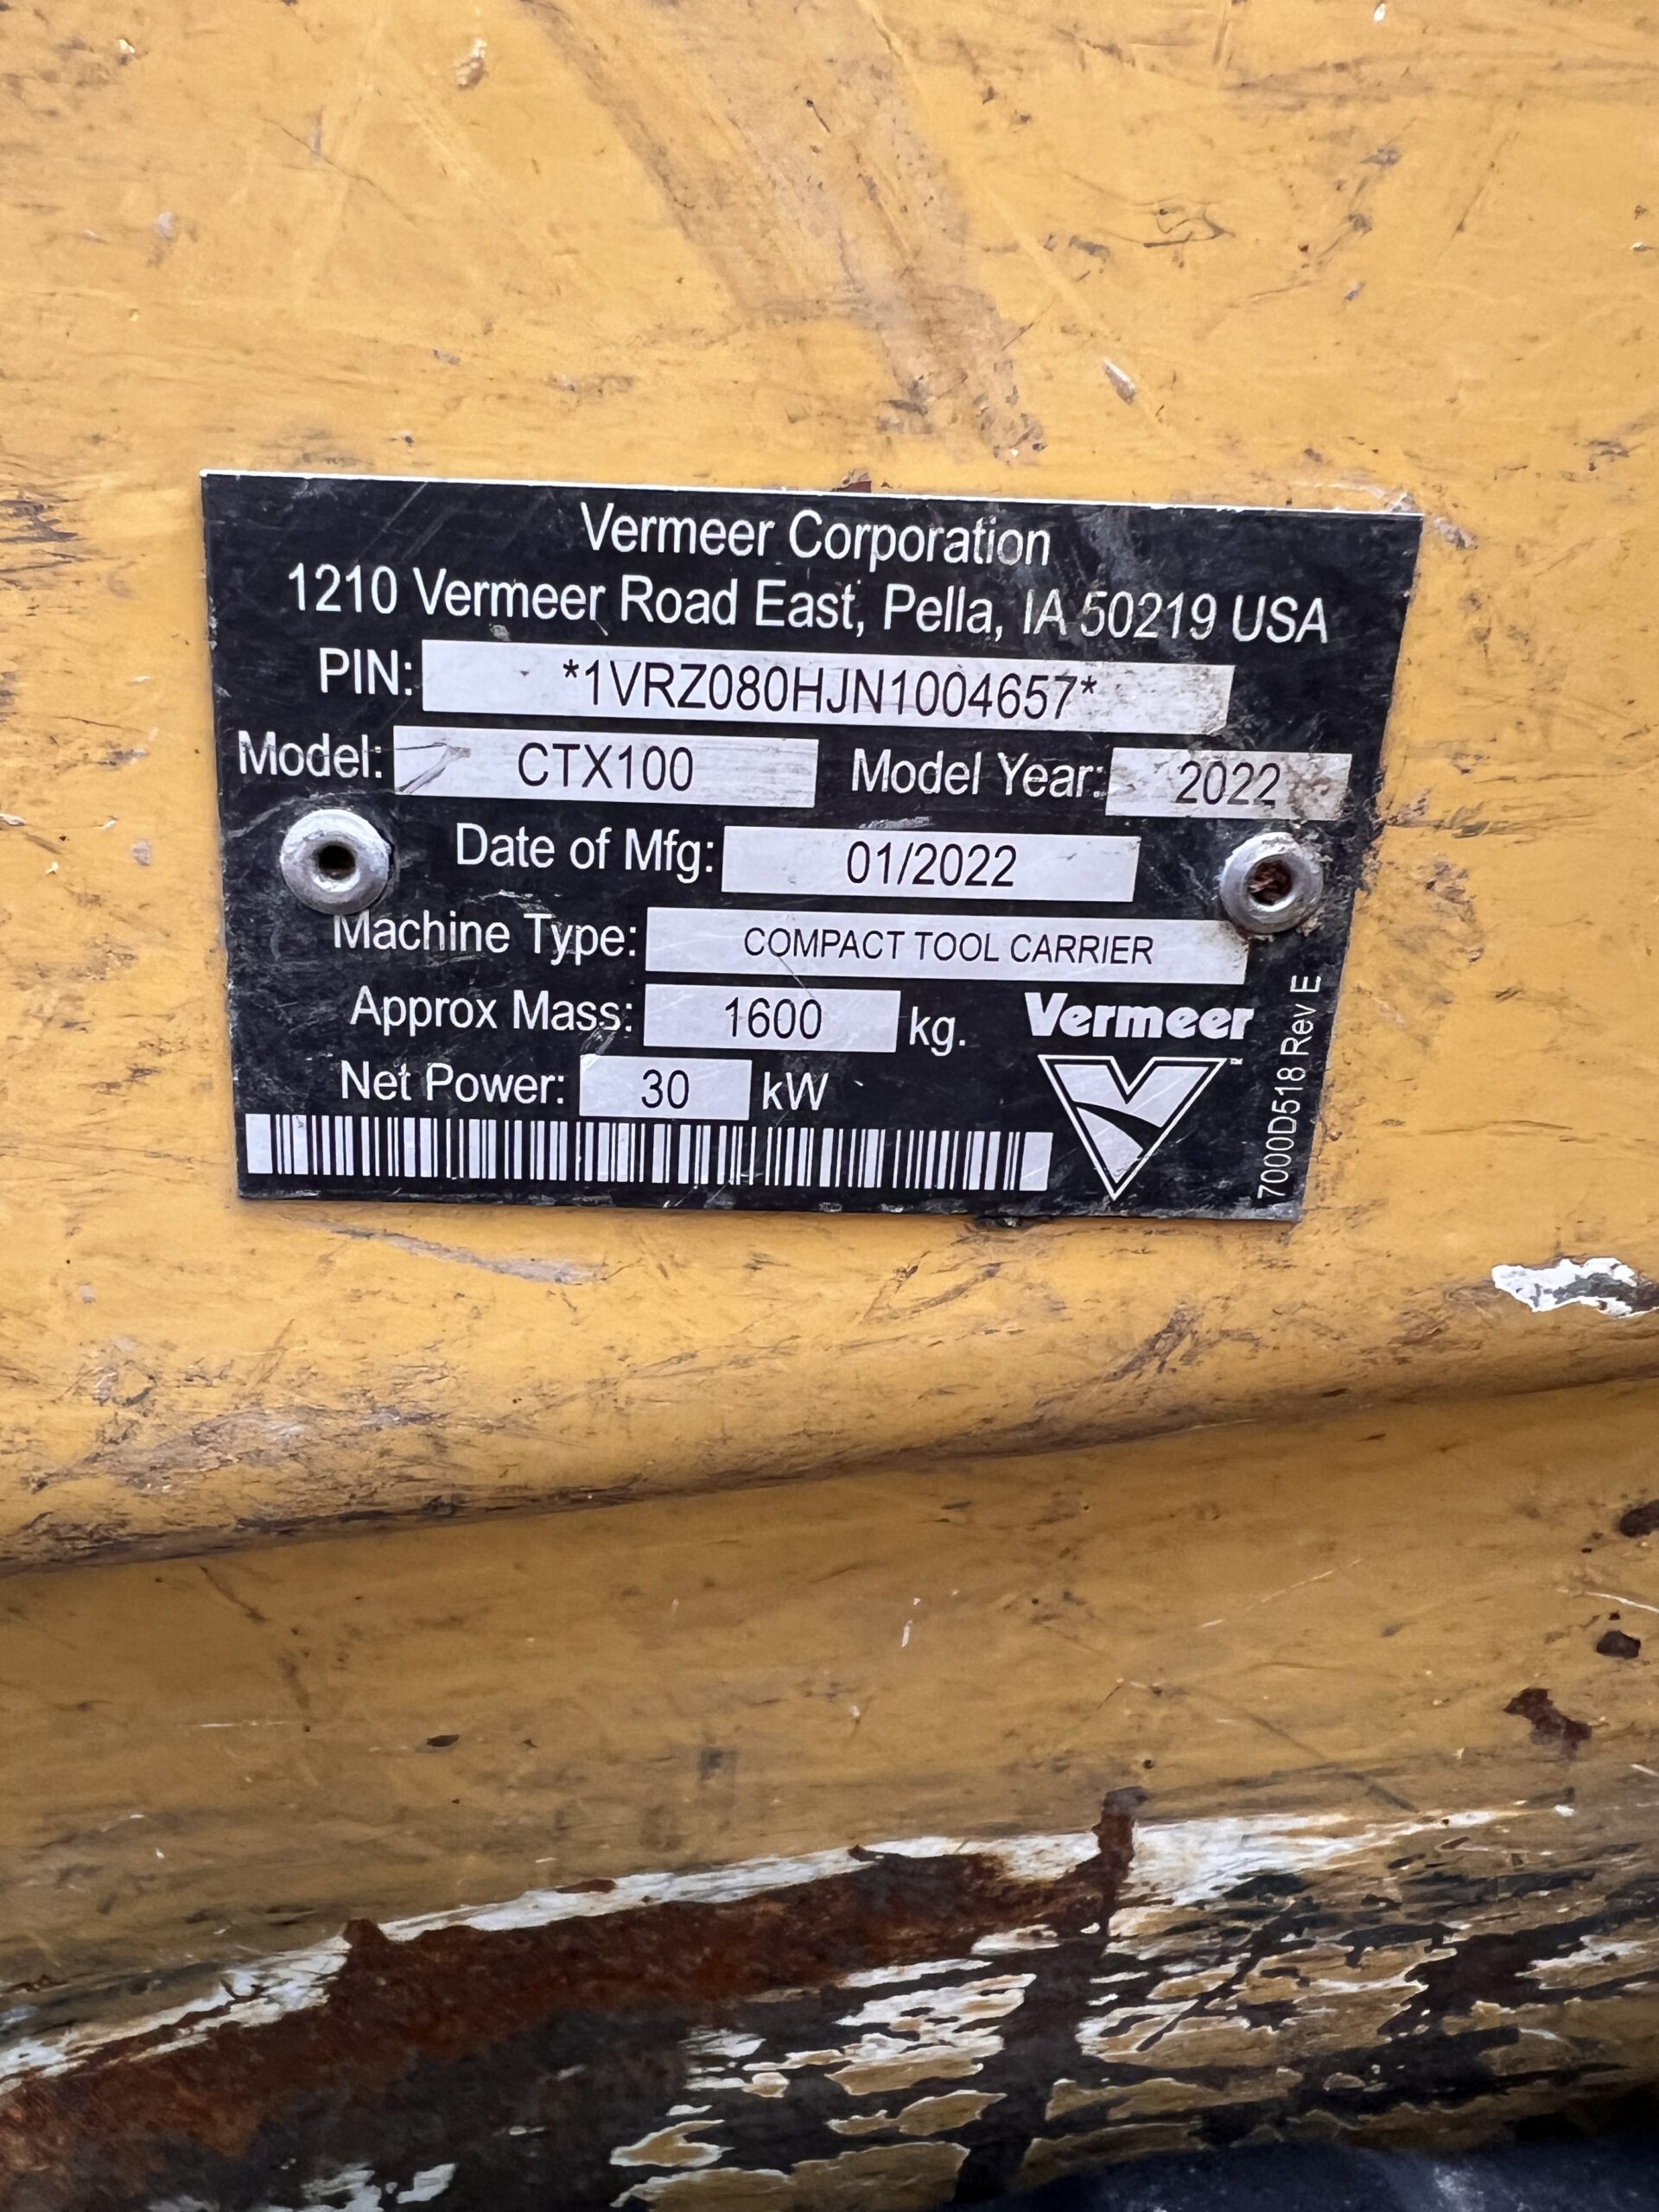 Vermeer Corporation
1210 Vermeer Road East, Pella, IA 50219 USA
PIN: *1VRZ080HJN1004657*
Model: CTX100 Model Year: 2022
Date of Mfg: 01/2022
Machine Type: COMPACT TOOL CARRIER
Approx Mass: 1600 kg.
Net Power: 30 kW
Vermeer
7000D518 Rev E